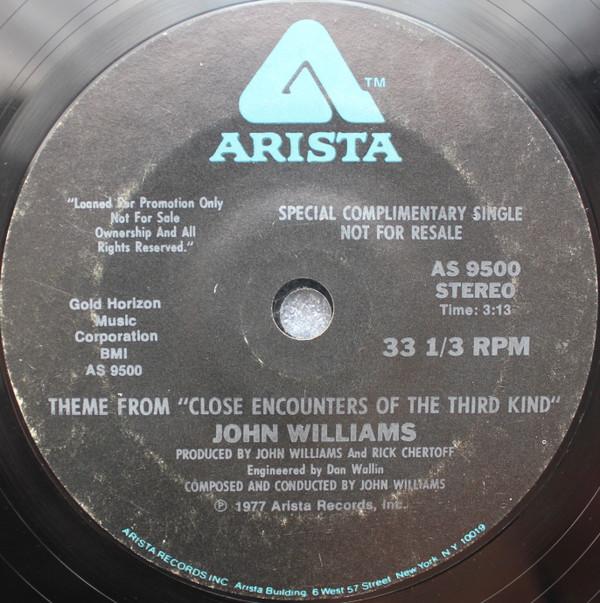 TM
ARISTA
"Loaned For Promotion Only
Not For Sale
Ownership And All
Rights Reserved."
SPECIAL COMPLIMENTARY SINGLE
NOT FOR RESALE
AS 9500
STEREO
Time: 3:13
Gold Horizon
Music
Corporation
BMI
AS 9500
33 1/3 RPM
THEME FROM "CLOSE ENCOUNTERS OF THE THIRD KIND"
JOHN WILLIAMS
PRODUCED BY JOHN WILLIAMS And RICK CHERTOFF
Engineered by Dan Wallin
COMPOSED AND CONDUCTED BY JOHN WILLIAMS
℗ 1977 Arista Records, Inc.
ARISTA RECORDS INC. Arista Building, 6 West 57 Street New York N.Y. 10019